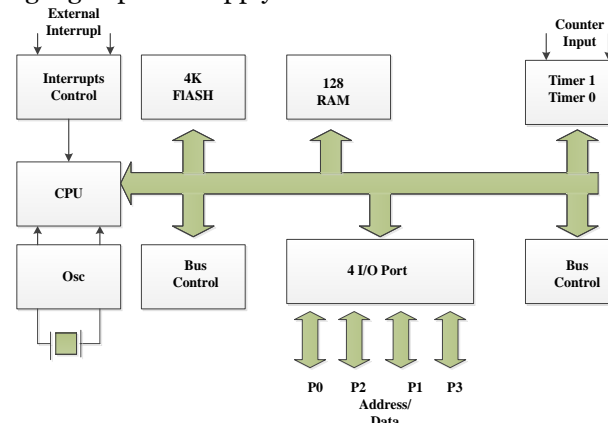 External
Interrupl
Counter
Input
Interrupts
Control
4K
FlASH
128
RAM
Timer 1
Timer 0
CPU
Osc
Bus
Control
4 I/O Port
Bus
Control
P0 P2 P1 P3
Address/
Data